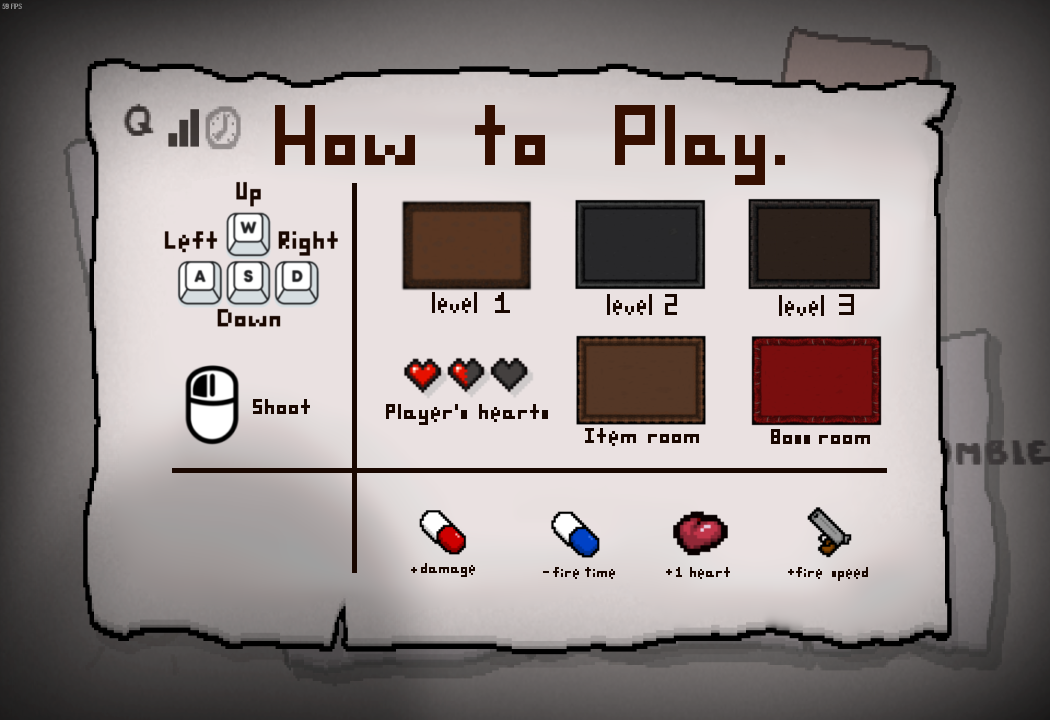 59 FPS
Q
How to Play.
Up
W
Left
Right
A S D
Down
Shoot
level 1
level 2
level 3
Player's hearts
Item room
Boss room
+damage
-fire time
+1 heart
+fire speed
MBLE